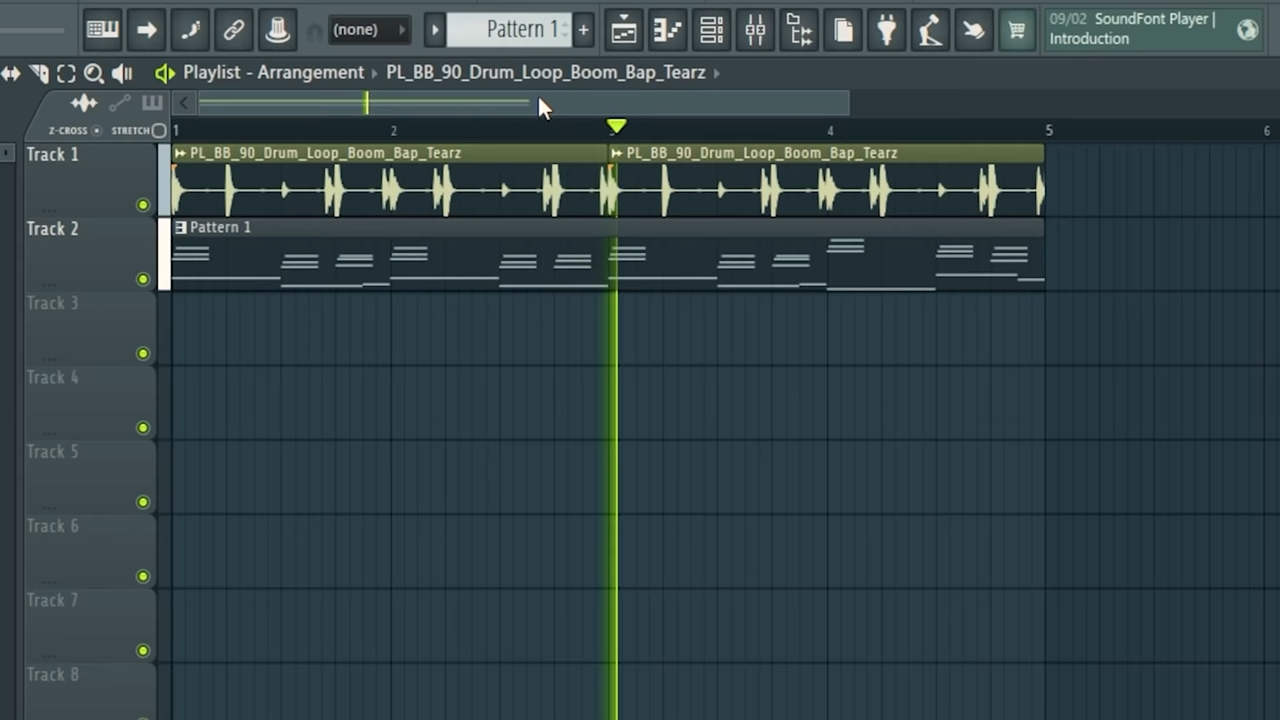 (none)
Pattern 1
+
09/02 SoundFont Player |
Introduction
Playlist - Arrangement
PL_BB_90_Drum_Loop_Boom_Bap_Tearz
Z-CROSS
STRETCH
1
2
4
5
6
Track 1
PL_BB_90_Drum_Loop_Boom_Bap_Tearz
PL_BB_90_Drum_Loop_Boom_Bap_Tearz
Track 2
Pattern 1
Track 3
Track 4
Track 5
Track 6
Track 7
Track 8